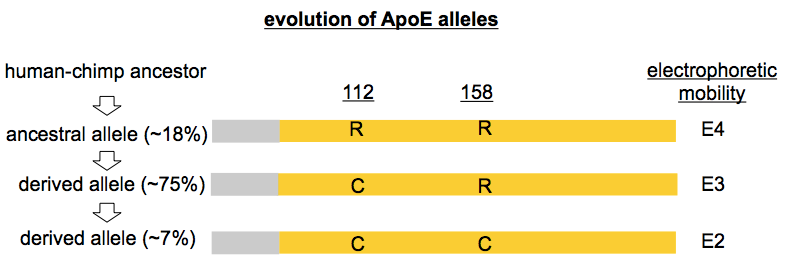 evolution of ApoE alleles
human-chimp ancestor
electrophoretic
mobility
112 158
ancestral allele (~18%) R R E4
derived allele (~75%) C R E3
derived allele (~7%) C C E2